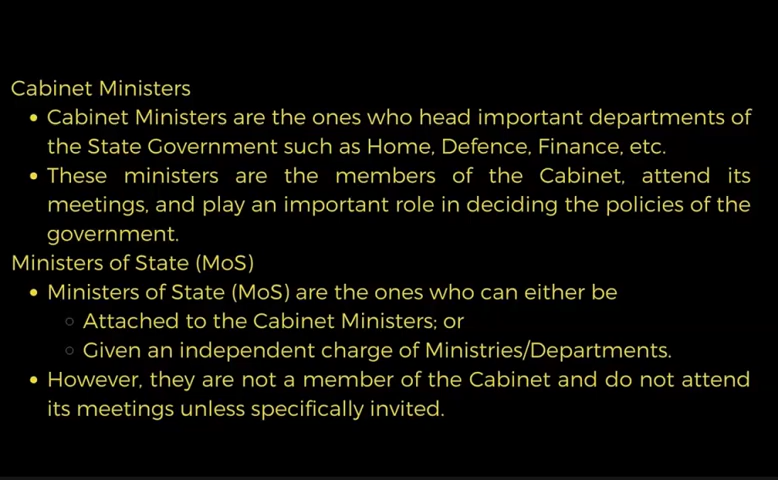 Cabinet Ministers
• Cabinet Ministers are the ones who head important departments of
the State Government such as Home, Defence, Finance, etc.
• These ministers are the members of the Cabinet, attend its
meetings, and play an important role in deciding the policies of the
government.
Ministers of State (MoS)
• Ministers of State (MoS) are the ones who can either be
○ Attached to the Cabinet Ministers; or
○ Given an independent charge of Ministries/Departments.
• However, they are not a member of the Cabinet and do not attend
its meetings unless specifically invited.